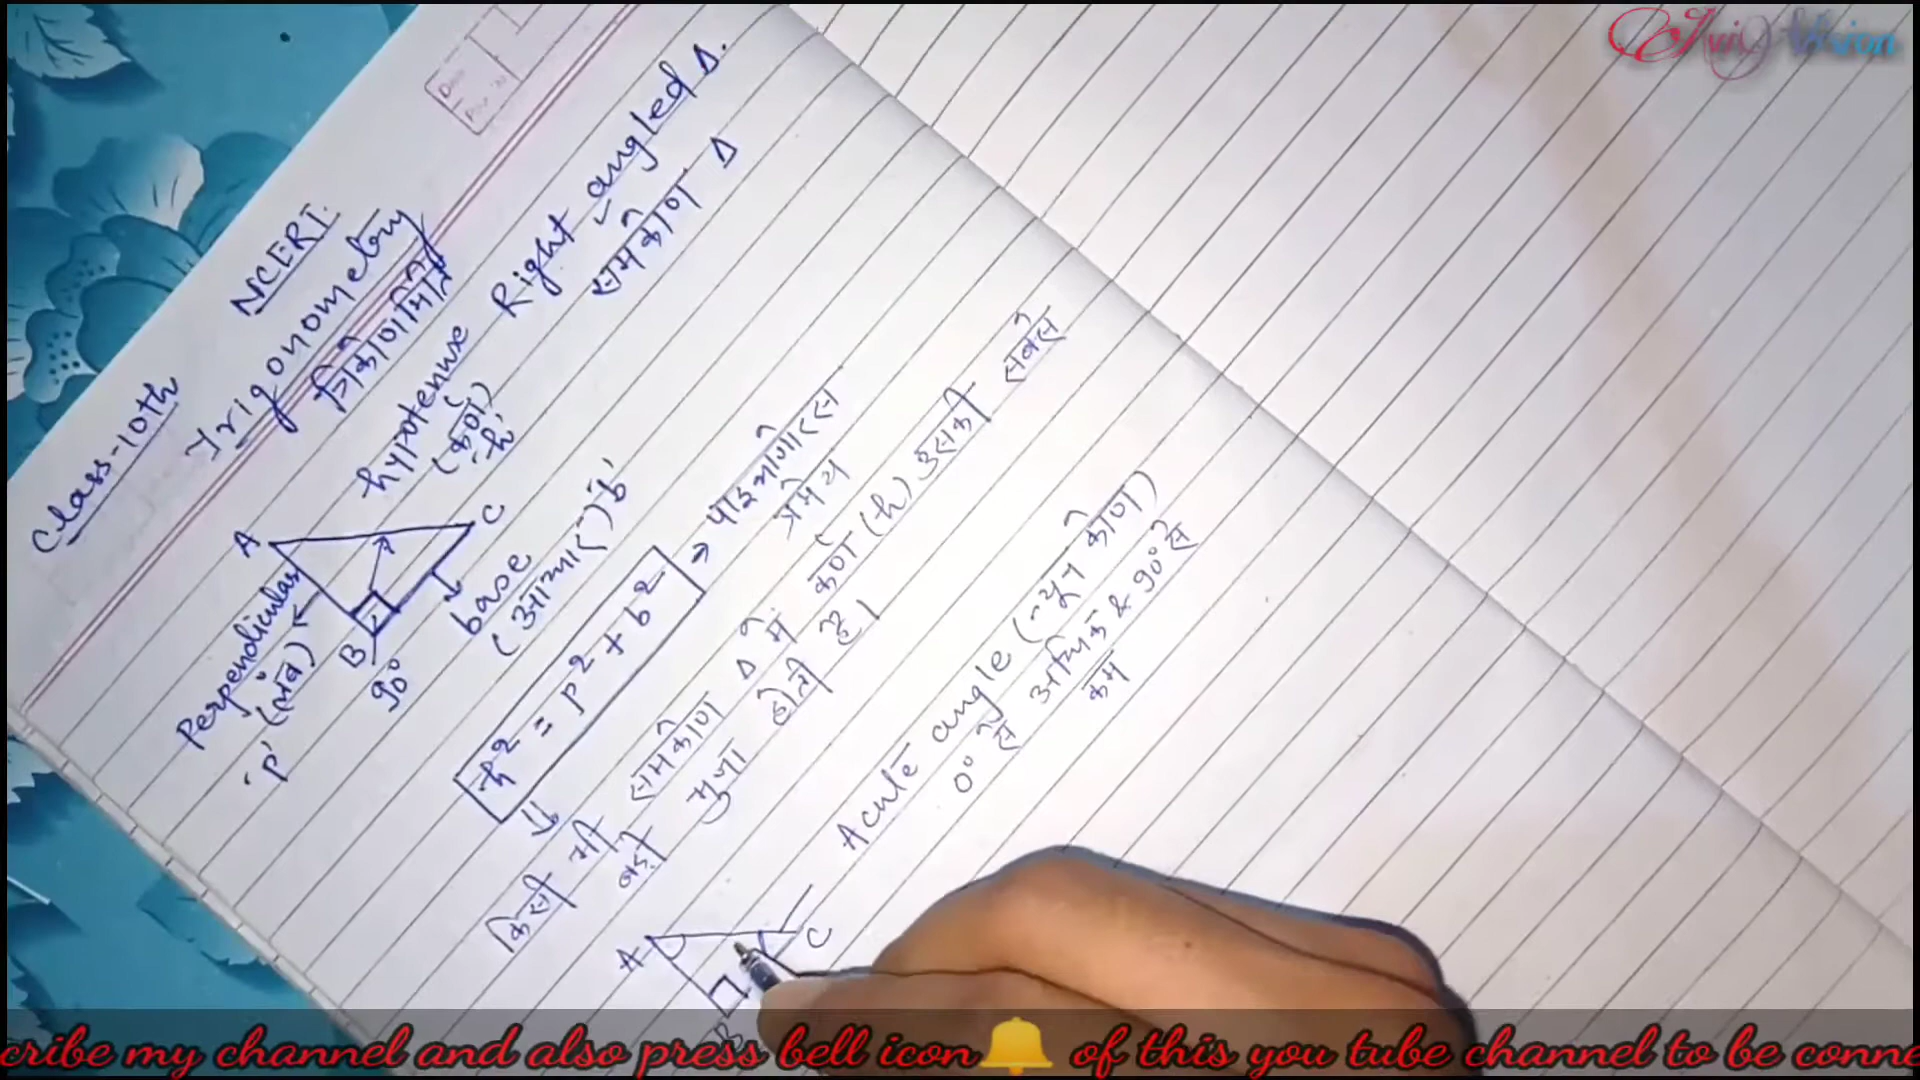 Class-10th
NCERT.
Trigonometry
त्रिकोणमिति
Right angled Δ.
समकोण Δ
hypotenuse
(कर्ण)
'h'
A
C
B
90°
Perpendicular
(लंब)
'p'
base
(आधार) 'b'
h² = p² + b² → पाइथागोरस
प्रमेय
किसी भी समकोण Δ में कर्ण (h) उसकी सबसे
बड़ी भुजा होती है।
Acute angle (न्यून कोण)
0° से अधिक & 90° से
कम
A
C
B
cribe my channel and also press bell icon🔔 of this you tube channel to be conne